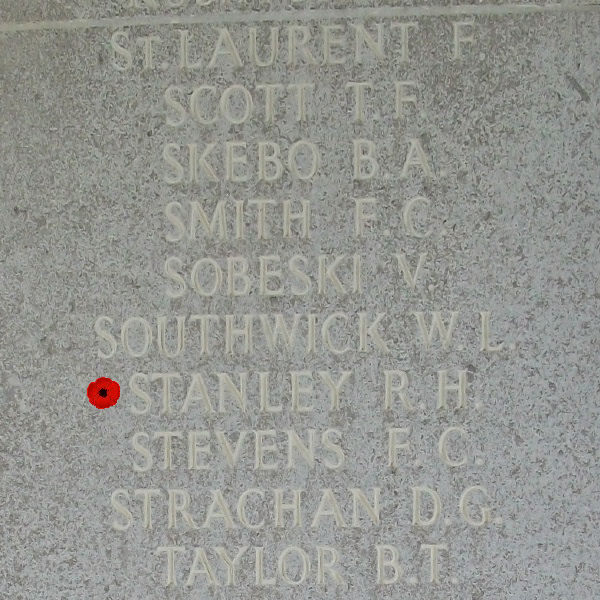 St. LAURENT F
SCOTT T. F.
SKEBO B. A.
SMITH F. C.
SOBESKI V
SOUTHWICK W. L.
STANLEY R. H.
STEVENS F. C.
STRACHAN D. G.
TAYLOR B. T.